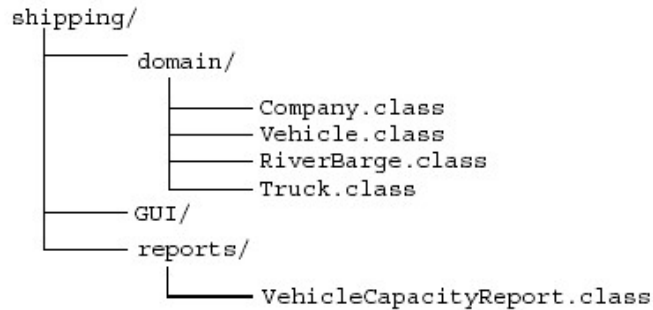 shipping/
domain/
Company.class
Vehicle.class
RiverBarge.class
Truck.class
GUI/
reports/
VehicleCapacityReport.class